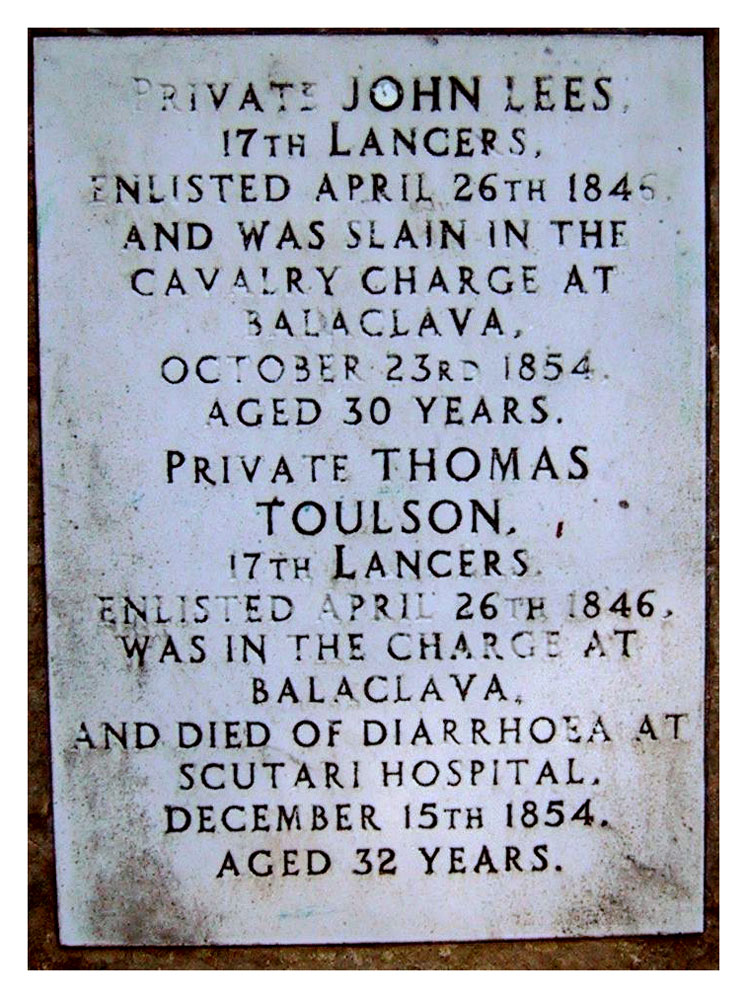 PRIVATE JOHN LEES,
17TH LANCERS,
ENLISTED APRIL 26TH 1846.
AND WAS SLAIN IN THE
CAVALRY CHARGE AT
BALACLAVA,
OCTOBER 23RD 1854.
AGED 30 YEARS.
PRIVATE THOMAS
TOULSON,
17TH LANCERS.
ENLISTED APRIL 26TH 1846,
WAS IN THE CHARGE AT
BALACLAVA,
AND DIED OF DIARRHOEA AT
SCUTARI HOSPITAL,
DECEMBER 15TH 1854.
AGED 32 YEARS.